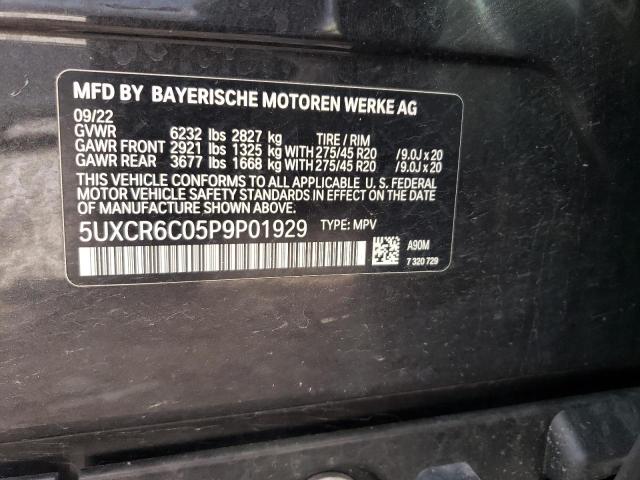 MFD BY BAYERISCHE MOTOREN WERKE AG
09/22
GVWR 6232 lbs 2827 kg TIRE / RIM
GAWR FRONT 2921 lbs 1325 kg WITH 275/45 R20 / 9.0J x 20
GAWR REAR 3677 lbs 1668 kg WITH 275/45 R20 / 9.0J x 20
THIS VEHICLE CONFORMS TO ALL APPLICABLE U. S. FEDERAL
MOTOR VEHICLE SAFETY STANDARDS IN EFFECT ON THE DATE
OF MANUFACTURE SHOWN ABOVE.
5UXCR6C05P9P01929 TYPE: MPV
A90M
7 320 729